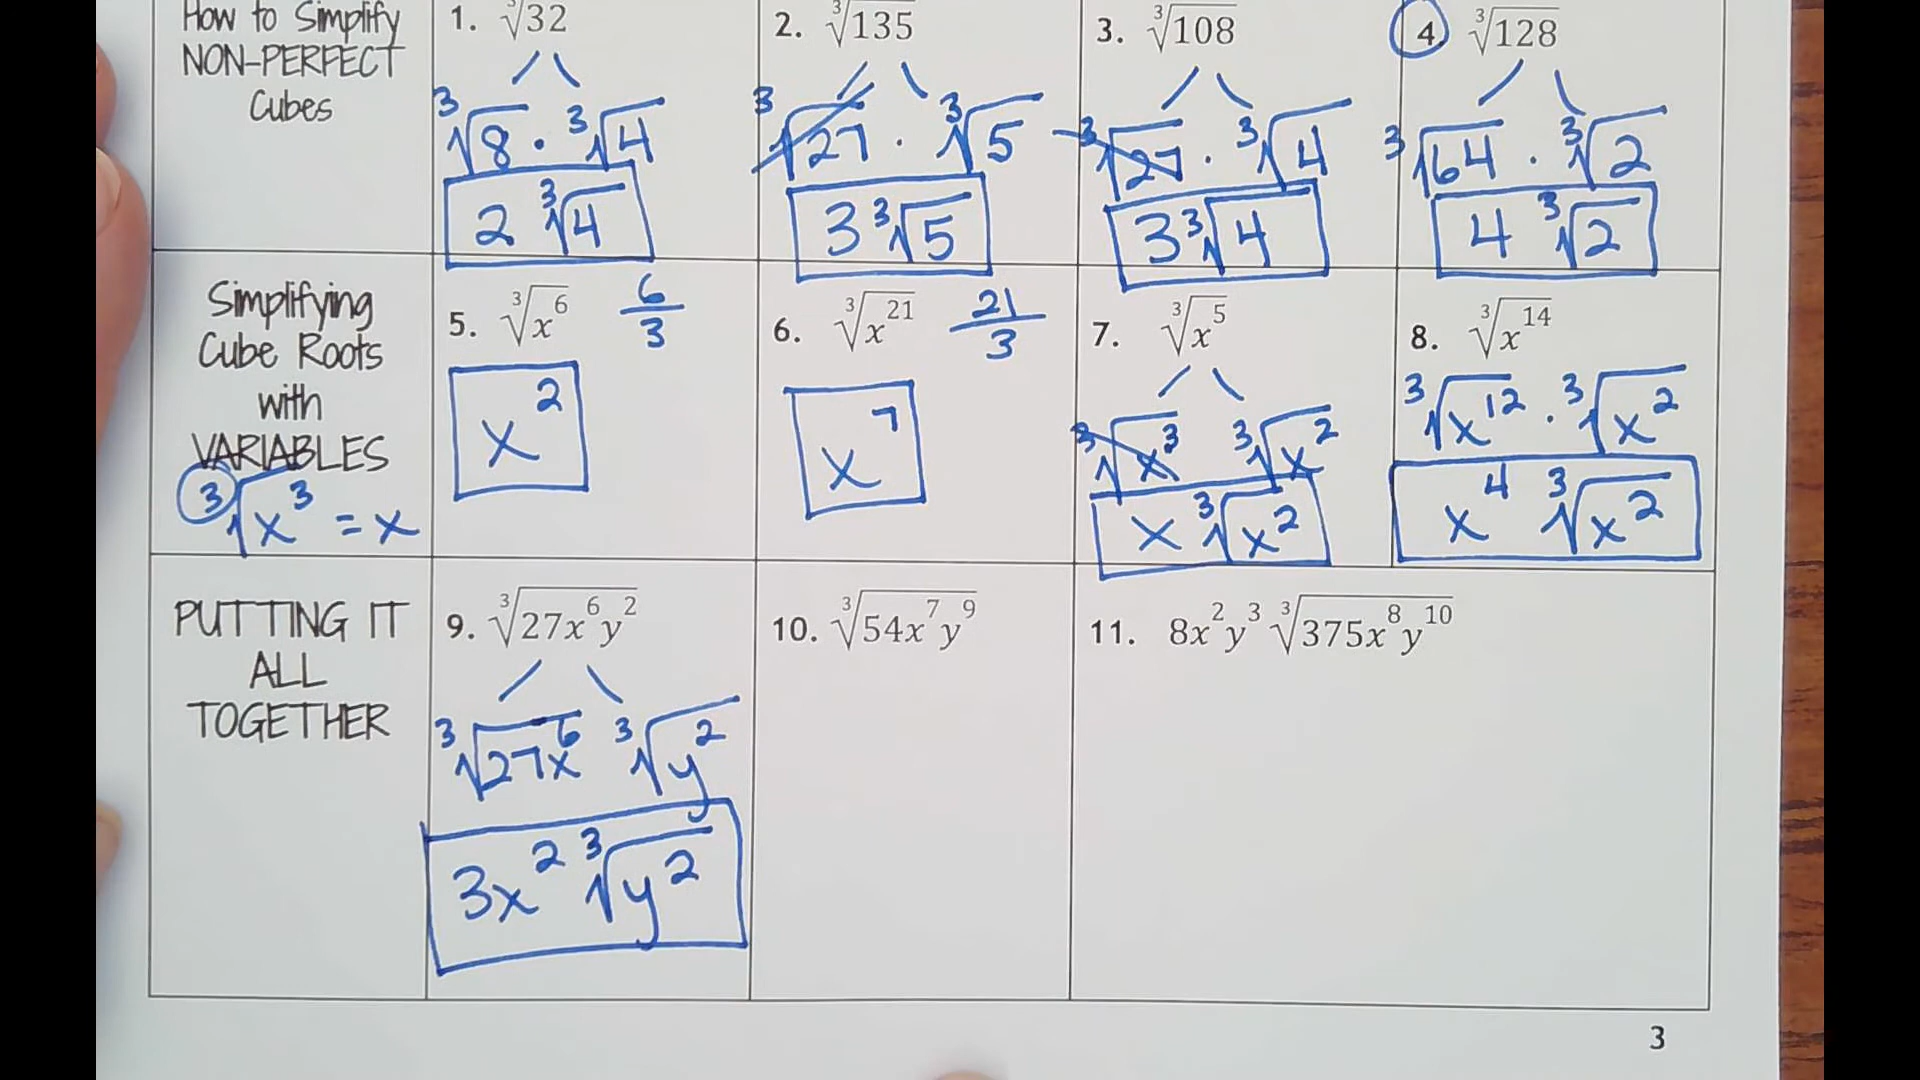 How to Simplify
NON-PERFECT
Cubes
1. ∛32
∛8 · ∛4
2 ∛4
2. ∛135
∛27 · ∛5
3 ∛5
3. ∛108
∛27 · ∛4
3 ∛4
4. ∛128
∛64 · ∛2
4 ∛2
Simplifying
Cube Roots
with
VARIABLES
∛x³ = x
5. ∛x⁶ 6/3
x²
6. ∛x²¹ 21/3
x⁷
7. ∛x⁵
∛x³ ∛x²
x ∛x²
8. ∛x¹⁴
∛x¹² · ∛x²
x⁴ ∛x²
PUTTING IT
ALL
TOGETHER
9. ∛27x⁶y²
∛27x⁶ ∛y²
3x² ∛y²
10. ∛54x⁷y⁹
11. 8x²y³ ∛375x⁸y¹⁰
3